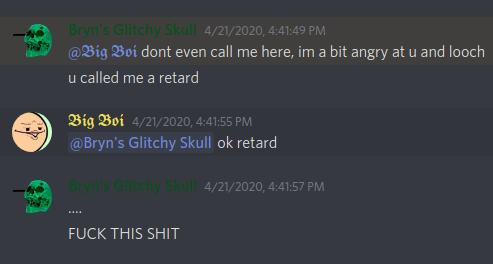 Bryn's Glitchy Skull 4/21/2020, 4:41:49 PM
@𝕭𝖎𝖌 𝕭𝖔𝖎 dont even call me here, im a bit angry at u and looch
u called me a retard
𝕭𝖎𝖌 𝕭𝖔𝖎 4/21/2020, 4:41:55 PM
@Bryn's Glitchy Skull ok retard
Bryn's Glitchy Skull 4/21/2020, 4:41:57 PM
....
FUCK THIS SHIT